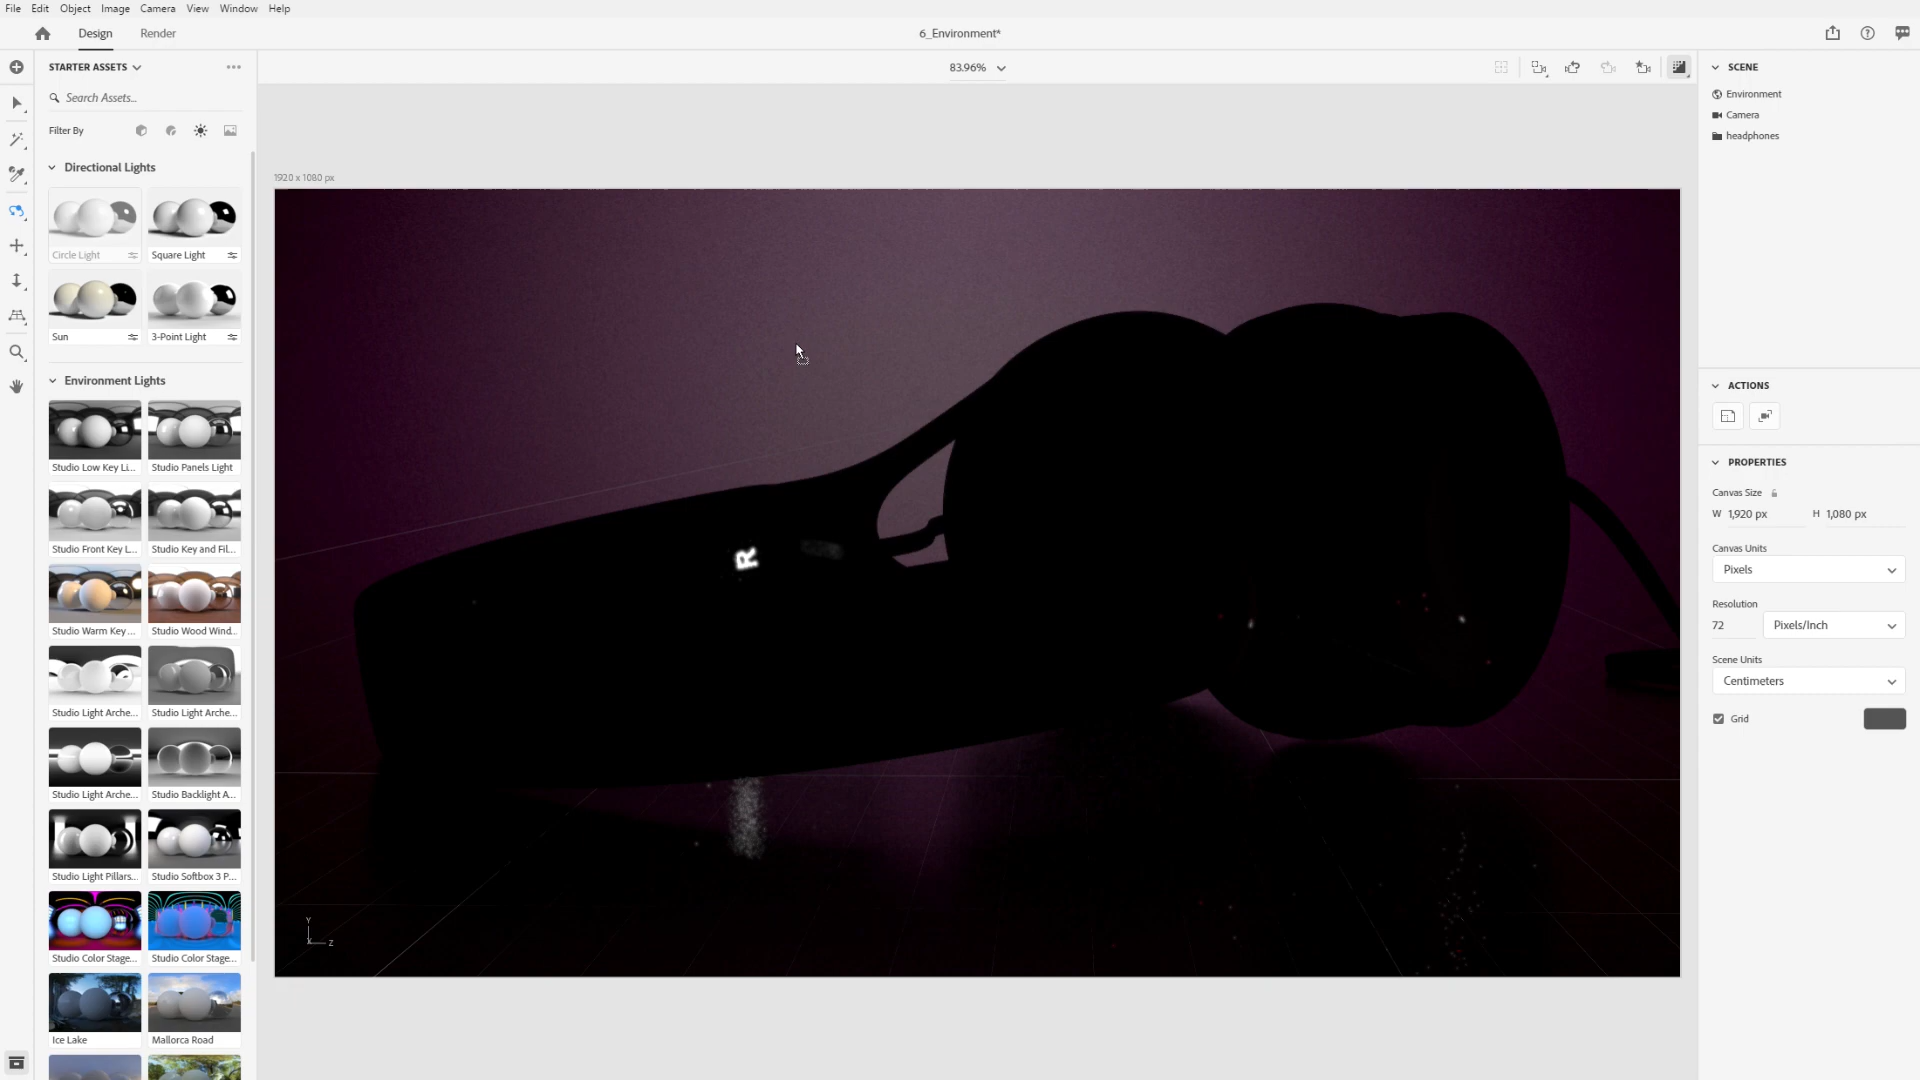 File Edit Object Image Camera View Window Help
Design Render 6_Environment*
STARTER ASSETS 83.96% SCENE
Search Assets... Environment
Filter By Camera
headphones
Directional Lights
1920 x 1080 px
Circle Light Square Light
Sun 3-Point Light
Environment Lights ACTIONS
Studio Low Key Li... Studio Panels Light PROPERTIES
Canvas Size
W 1,920 px H 1,080 px
Studio Front Key L... Studio Key and Fil... Canvas Units
R Pixels
Resolution
Studio Warm Key ... Studio Wood Wind... 72 Pixels/Inch
Scene Units
Centimeters
Studio Light Arche... Studio Light Arche... Grid
Studio Light Arche... Studio Backlight A...
Studio Light Pillars... Studio Softbox 3 P...
Y
X Z
Studio Color Stage... Studio Color Stage...
Ice Lake Mallorca Road